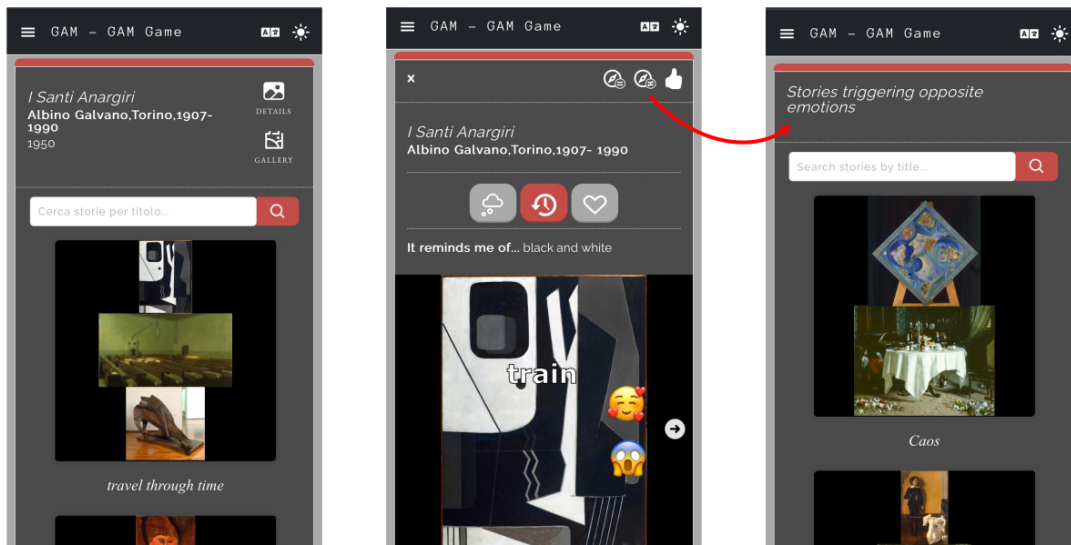 GAM – GAM Game
I Santi Anargiri
Albino Galvano,Torino,1907-
1990
1950
DETAILS
GALLERY
Cerca storie per titolo...
travel through time
GAM – GAM Game
×
I Santi Anargiri
Albino Galvano,Torino,1907- 1990
It reminds me of... black and white
train
GAM – GAM Game
Stories triggering opposite
emotions
Search stories by title...
Caos